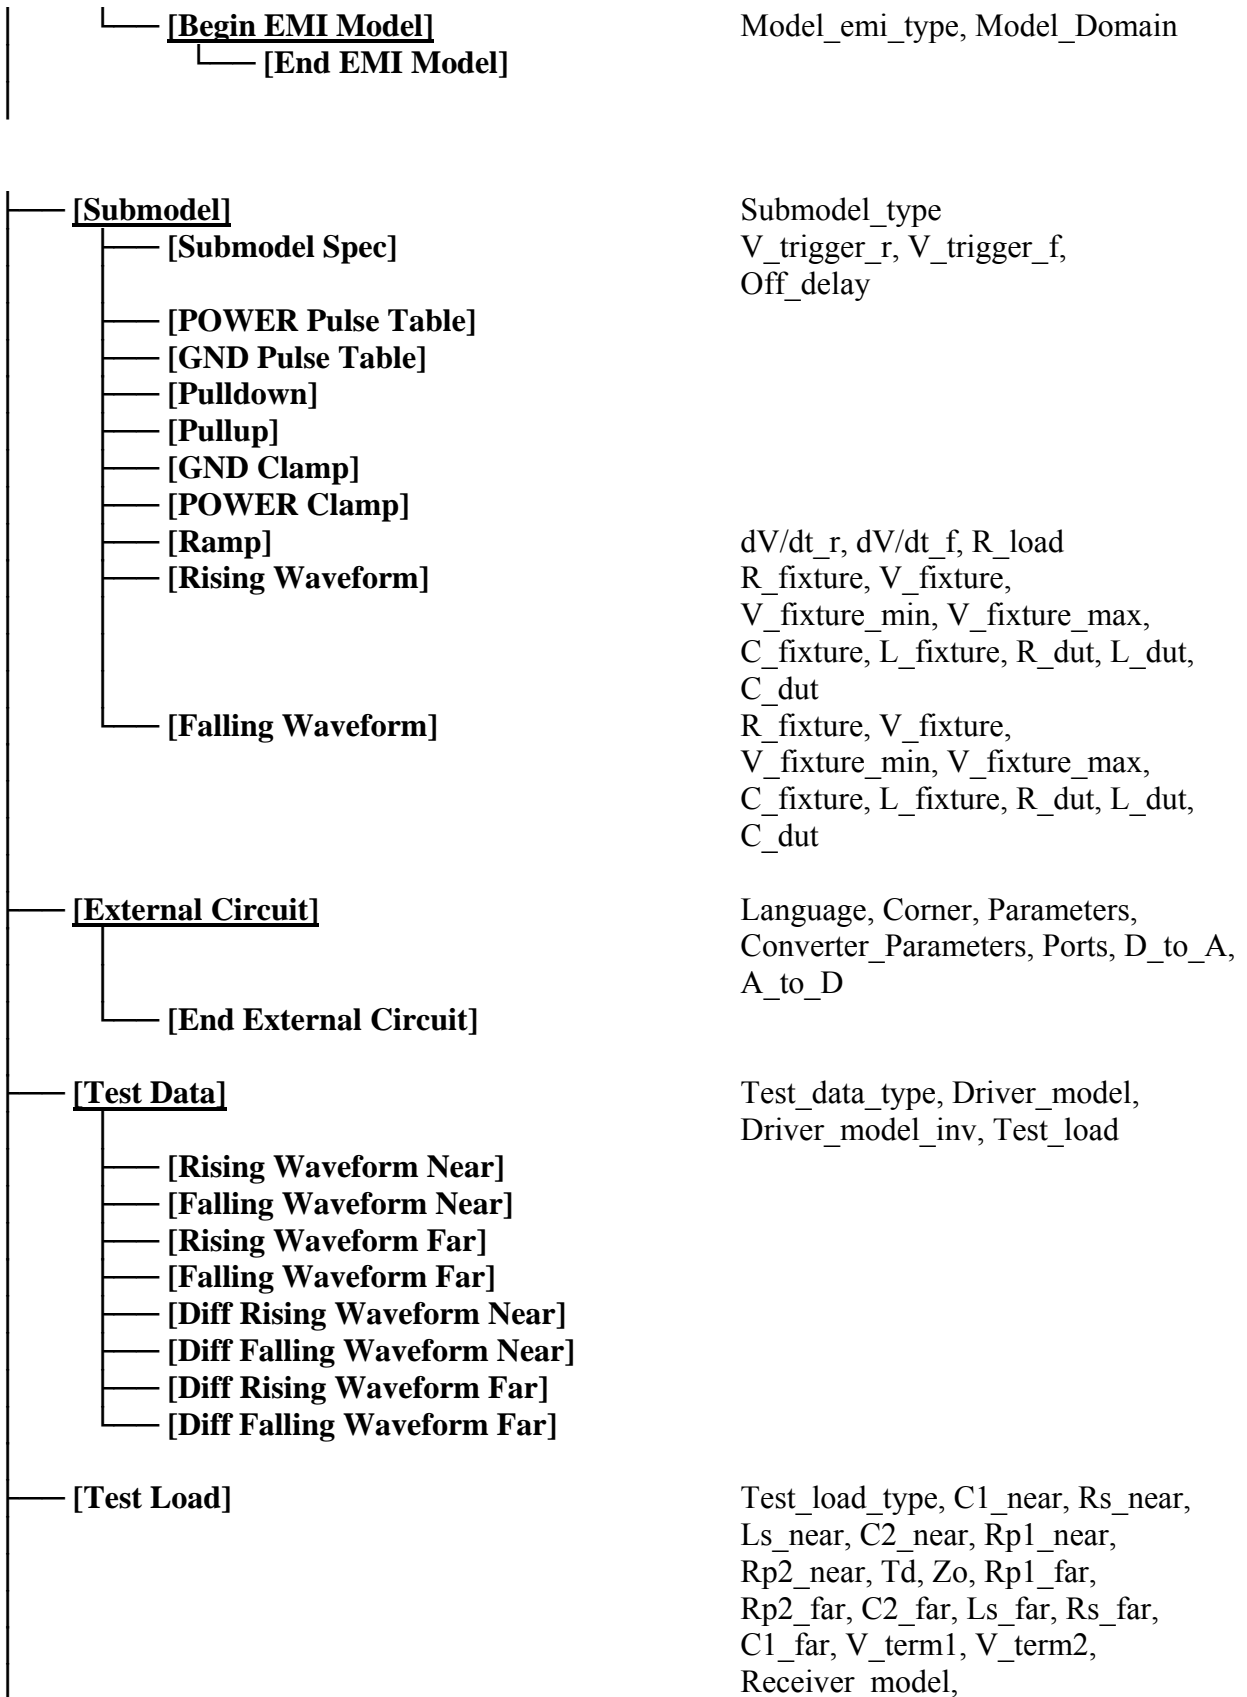 [Begin EMI Model] Model_emi_type, Model_Domain
[End EMI Model]
[Submodel] Submodel_type
[Submodel Spec] V_trigger_r, V_trigger_f,
Off_delay
[POWER Pulse Table]
[GND Pulse Table]
[Pulldown]
[Pullup]
[GND Clamp]
[POWER Clamp]
[Ramp] dV/dt_r, dV/dt_f, R_load
[Rising Waveform] R_fixture, V_fixture,
V_fixture_min, V_fixture_max,
C_fixture, L_fixture, R_dut, L_dut,
C_dut
[Falling Waveform] R_fixture, V_fixture,
V_fixture_min, V_fixture_max,
C_fixture, L_fixture, R_dut, L_dut,
C_dut
[External Circuit] Language, Corner, Parameters,
Converter_Parameters, Ports, D_to_A,
A_to_D
[End External Circuit]
[Test Data] Test_data_type, Driver_model,
Driver_model_inv, Test_load
[Rising Waveform Near]
[Falling Waveform Near]
[Rising Waveform Far]
[Falling Waveform Far]
[Diff Rising Waveform Near]
[Diff Falling Waveform Near]
[Diff Rising Waveform Far]
[Diff Falling Waveform Far]
[Test Load] Test_load_type, C1_near, Rs_near,
Ls_near, C2_near, Rp1_near,
Rp2_near, Td, Zo, Rp1_far,
Rp2_far, C2_far, Ls_far, Rs_far,
C1_far, V_term1, V_term2,
Receiver_model,